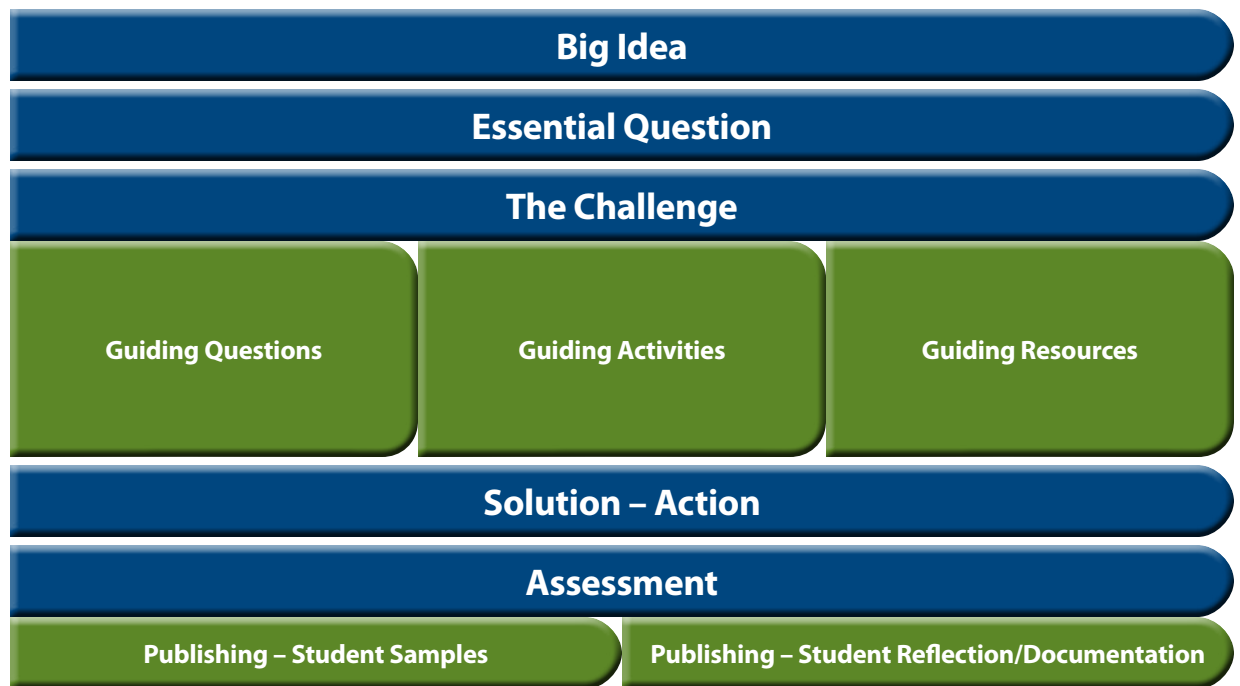 Big Idea
Essential Question
The Challenge
Guiding Questions
Guiding Activities
Guiding Resources
Solution – Action
Assessment
Publishing – Student Samples
Publishing – Student Reflection/Documentation